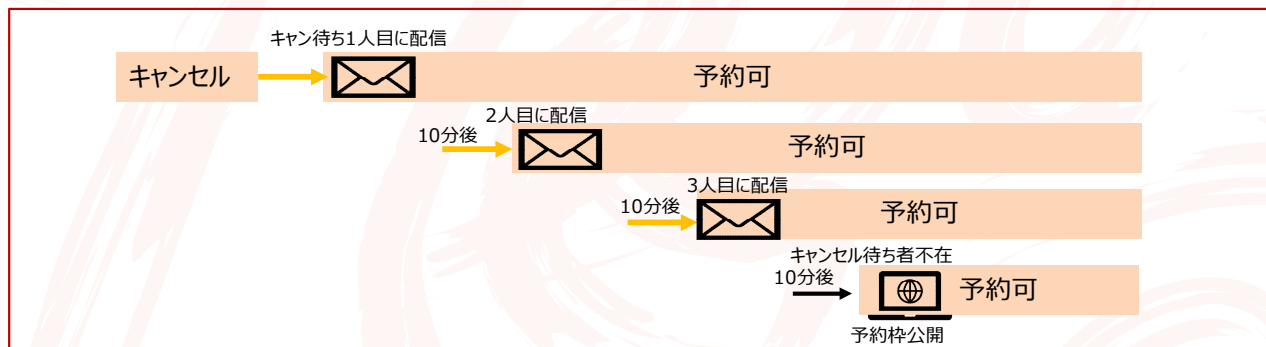 キャン待ち1人目に配信
キャンセル
予約可
2人目に配信
10分後
予約可
3人目に配信
10分後
予約可
キャンセル待ち者不在
10分後
予約可
予約枠公開